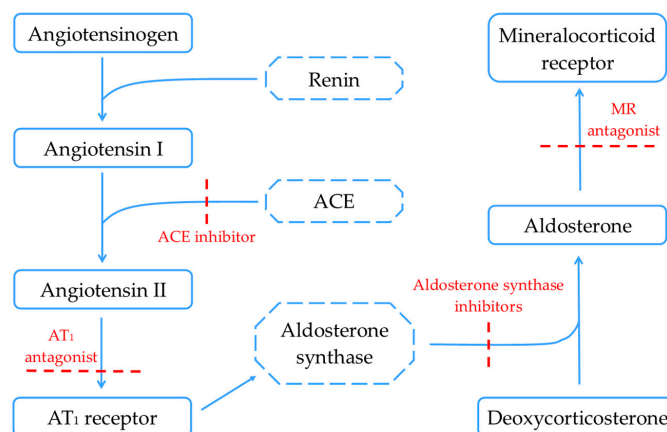 Angiotensinogen
Renin
Angiotensin I
ACE inhibitor
ACE
Angiotensin II
AT1
antagonist
AT1 receptor
Aldosterone
synthase
Aldosterone synthase
inhibitors
Mineralocorticoid
receptor
MR
antagonist
Aldosterone
Deoxycorticosterone